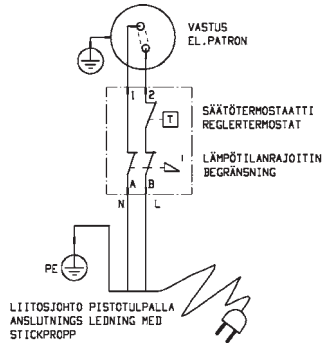 VASTUS
EL.PATRON
1 2
SÄÄTÖTERMOSTAATTI
REGLERTERMOSTAT
T
LÄMPÖTILANRAJOITIN
BEGRÄNSNING
A B
N L
PE
LIITOSJOHTO PISTOTULPALLA
ANSLUTNINGS LEDNING MED
STICKPROPP